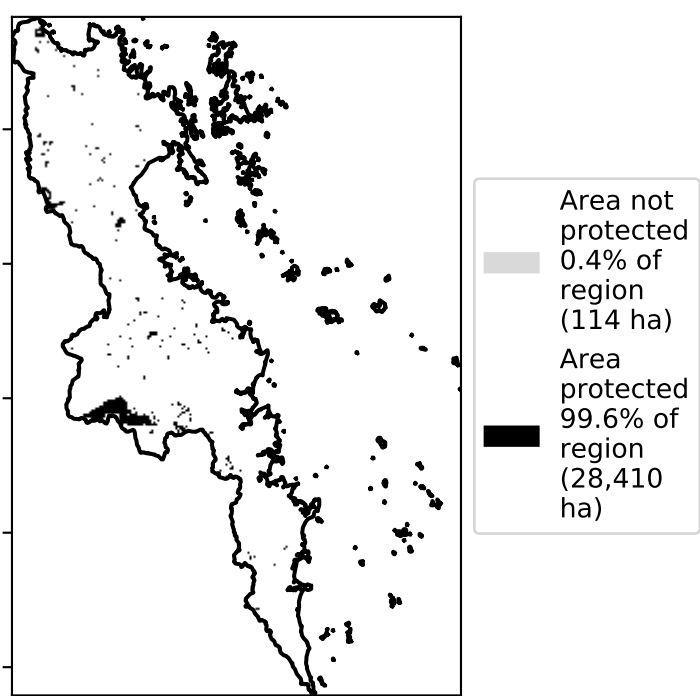 Area not
protected
0.4% of
region
(114 ha)
Area
protected
99.6% of
region
(28,410
ha)